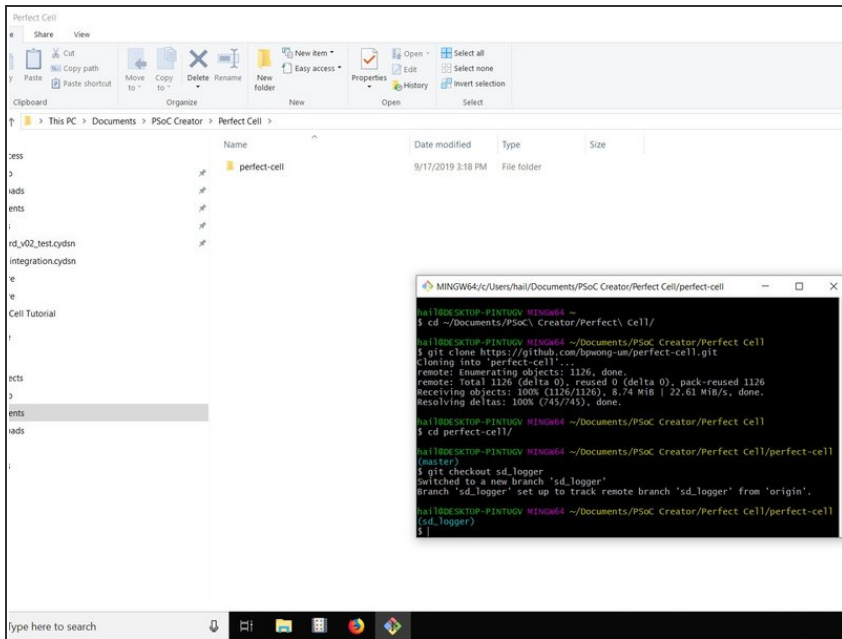 Perfect Cell
Share View
Cut
Copy path
Paste shortcut
Paste
Move to
Copy to
Delete
Rename
New folder
New item
Easy access
Properties
Open
Edit
History
Select all
Select none
Invert selection
Clipboard
Organize
New
Open
Select
This PC > Documents > PSoC Creator > Perfect Cell >
Name
Date modified
Type
Size
perfect-cell
9/17/2019 3:18 PM
File folder
cess
ads
ents
rd_v02_test.cydsn
integration.cydsn
re
re
Cell Tutorial
ects
ents
ads
MINGW64:/c/Users/hail/Documents/PSoC Creator/Perfect Cell/perfect-cell
hail@DESKTOP-PINTUGV MINGW64 ~
$ cd ~/Documents/PSoC\ Creator/Perfect\ Cell/
hail@DESKTOP-PINTUGV MINGW64 ~/Documents/PSoC Creator/Perfect Cell
$ git clone https://github.com/bpwong-um/perfect-cell.git
Cloning into 'perfect-cell'...
remote: Enumerating objects: 1126, done.
remote: Total 1126 (delta 0), reused 0 (delta 0), pack-reused 1126
Receiving objects: 100% (1126/1126), 8.74 MiB | 22.61 MiB/s, done.
Resolving deltas: 100% (745/745), done.
hail@DESKTOP-PINTUGV MINGW64 ~/Documents/PSoC Creator/Perfect Cell
$ cd perfect-cell/
hail@DESKTOP-PINTUGV MINGW64 ~/Documents/PSoC Creator/Perfect Cell/perfect-cell
(master)
$ git checkout sd_logger
Switched to a new branch 'sd_logger'
Branch 'sd_logger' set up to track remote branch 'sd_logger' from 'origin'.
hail@DESKTOP-PINTUGV MINGW64 ~/Documents/PSoC Creator/Perfect Cell/perfect-cell
(sd_logger)
$
Type here to search